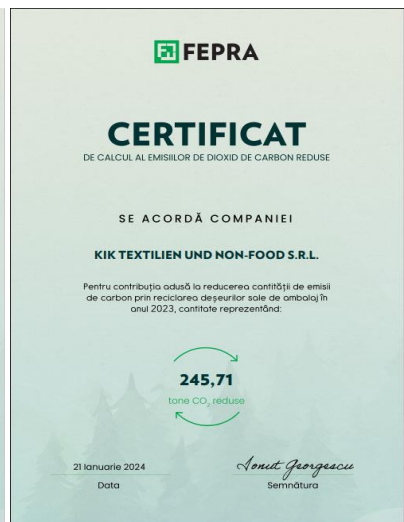 FEPRA
CERTIFICAT
DE CALCUL AL EMISIILOR DE DIOXID DE CARBON REDUSE
SE ACORDĂ COMPANIEI
KIK TEXTILIEN UND NON-FOOD S.R.L.
Pentru contribuția adusă la reducerea cantității de emisii
de carbon prin reciclarea deșeurilor sale de ambalaj în
anul 2023, cantitate reprezentând:
245,71
tone CO₂ reduse
21 Ianuarie 2024
Ionut Georgescu
Data
Semnătura